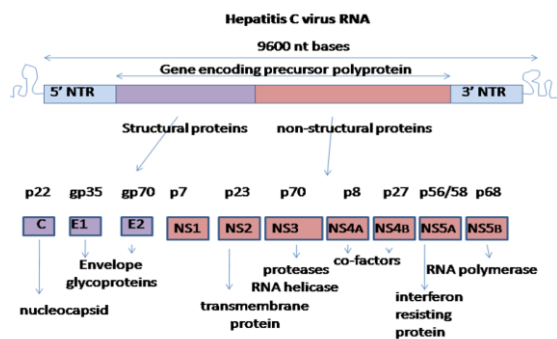 Hepatitis C virus RNA
9600 nt bases
Gene encoding precursor polyprotein
5' NTR
3' NTR
Structural proteins
non-structural proteins
p22 gp35 gp70 p7 p23 p70 p8 p27 p56/58 p68
C E1 E2 NS1 NS2 NS3 NS4A NS4B NS5A NS5B
Envelope
glycoproteins
nucleocapsid
transmembrane
protein
proteases
RNA helicase
co-factors
interferon
resisting
protein
RNA polymerase